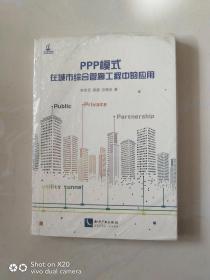 PPP模式
在城市综合管廊工程中的应用
Public
Private
Partnership
utility tunnel
SHOT ON X20
vivo dual camera